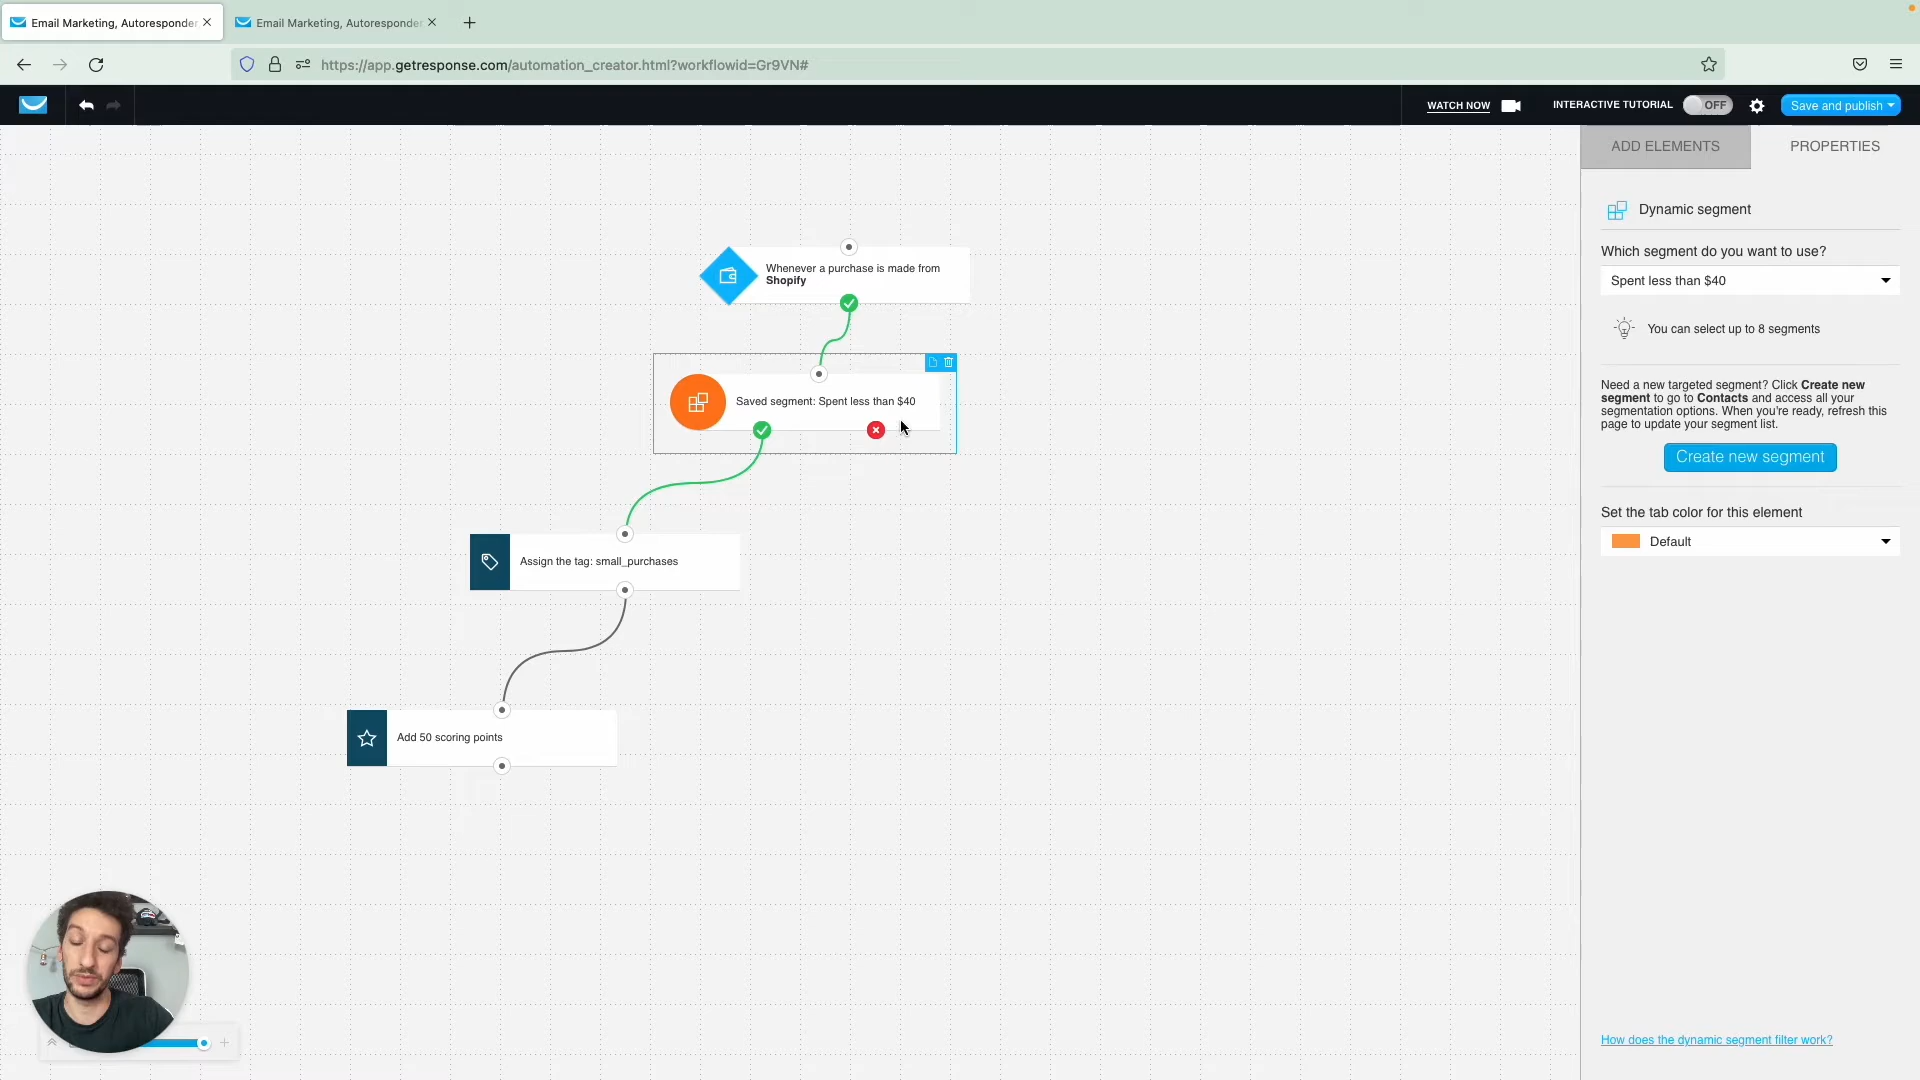 Email Marketing, Autoresponder
Email Marketing, Autoresponder
https://app.getresponse.com/automation_creator.html?workflowid=Gr9VN#
WATCH NOW
INTERACTIVE TUTORIAL
OFF
Save and publish
ADD ELEMENTS
PROPERTIES
Dynamic segment
Which segment do you want to use?
Spent less than $40
You can select up to 8 segments
Need a new targeted segment? Click Create new
segment to go to Contacts and access all your
segmentation options. When you're ready, refresh this
page to update your segment list.
Create new segment
Set the tab color for this element
Default
How does the dynamic segment filter work?
Whenever a purchase is made from
Shopify
Saved segment: Spent less than $40
Assign the tag: small_purchases
Add 50 scoring points